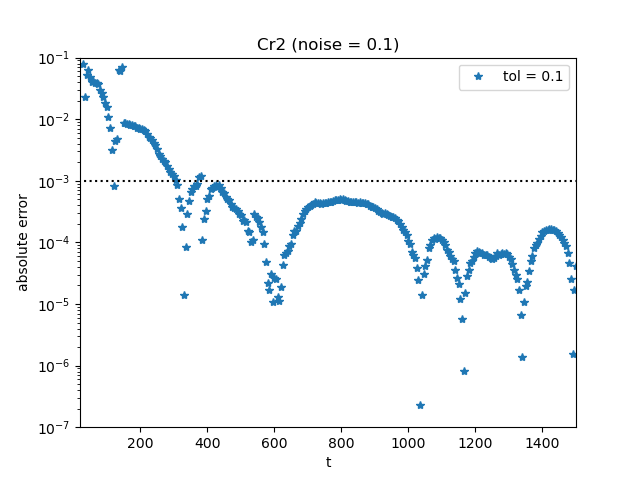 Cr2 (noise = 0.1)
tol = 0.1
absolute error
10⁻¹
10⁻²
10⁻³
10⁻⁴
10⁻⁵
10⁻⁶
10⁻⁷
200 400 600 800 1000 1200 1400
t